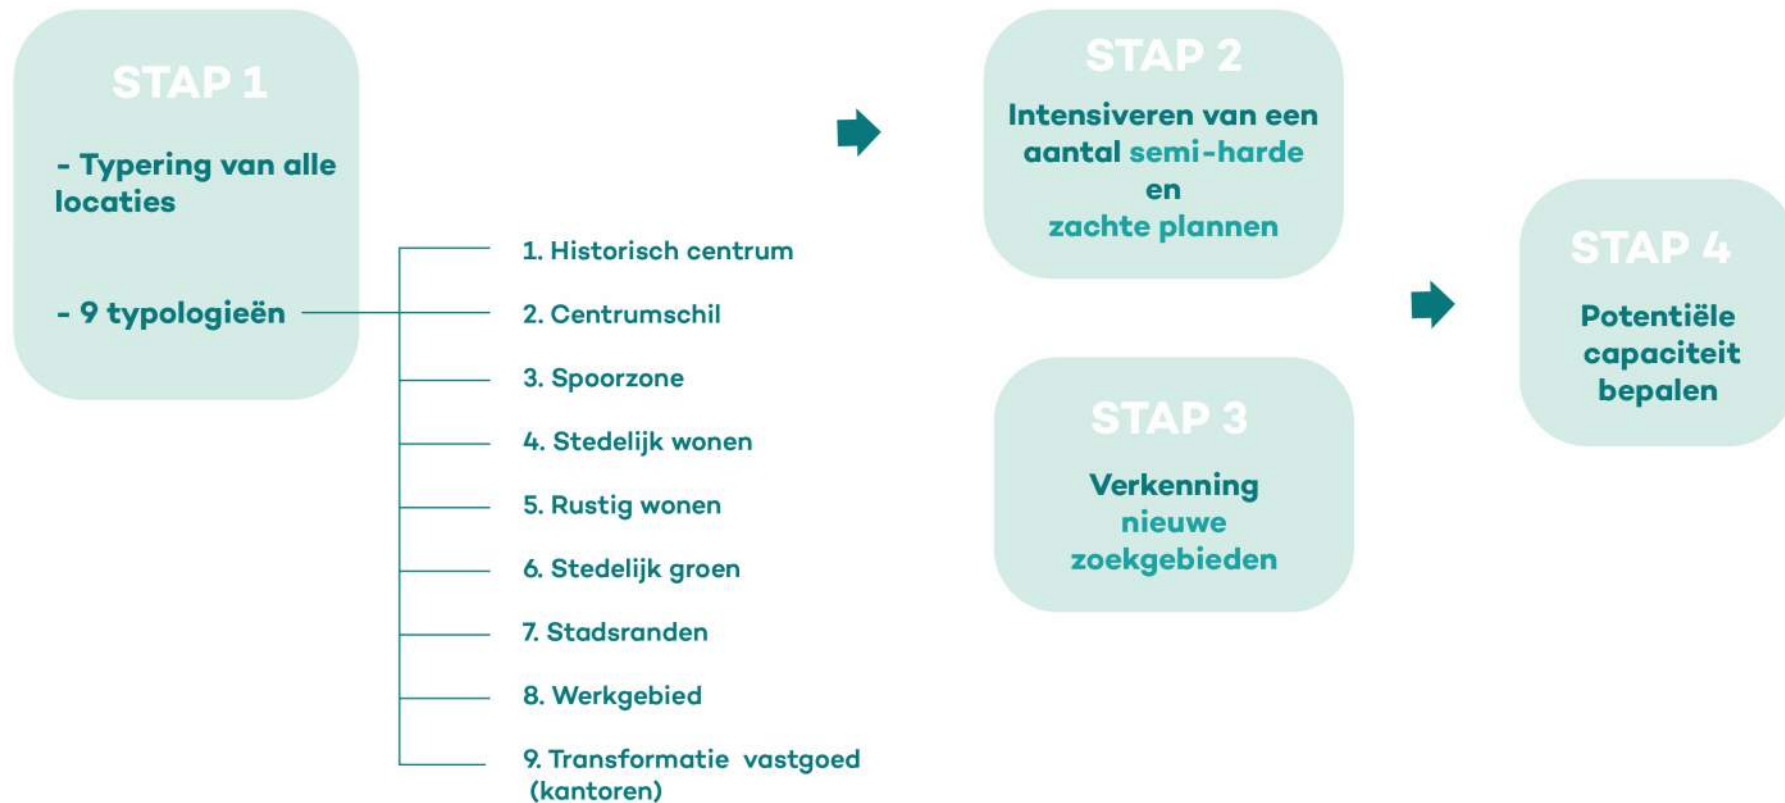 STAP 1
- Typering van alle
locaties
- 9 typologieën
1. Historisch centrum
2. Centrumschil
3. Spoorzone
4. Stedelijk wonen
5. Rustig wonen
6. Stedelijk groen
7. Stadsranden
8. Werkgebied
9. Transformatie vastgoed
(kantoren)
STAP 2
Intensiveren van een
aantal semi-harde
en
zachte plannen
STAP 3
Verkenning
nieuwe
zoekgebieden
STAP 4
Potentiële
capaciteit
bepalen